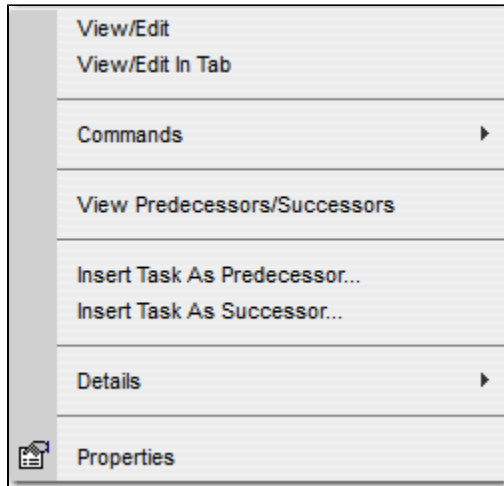 View/Edit
View/Edit In Tab
Commands
View Predecessors/Successors
Insert Task As Predecessor...
Insert Task As Successor...
Details
Properties